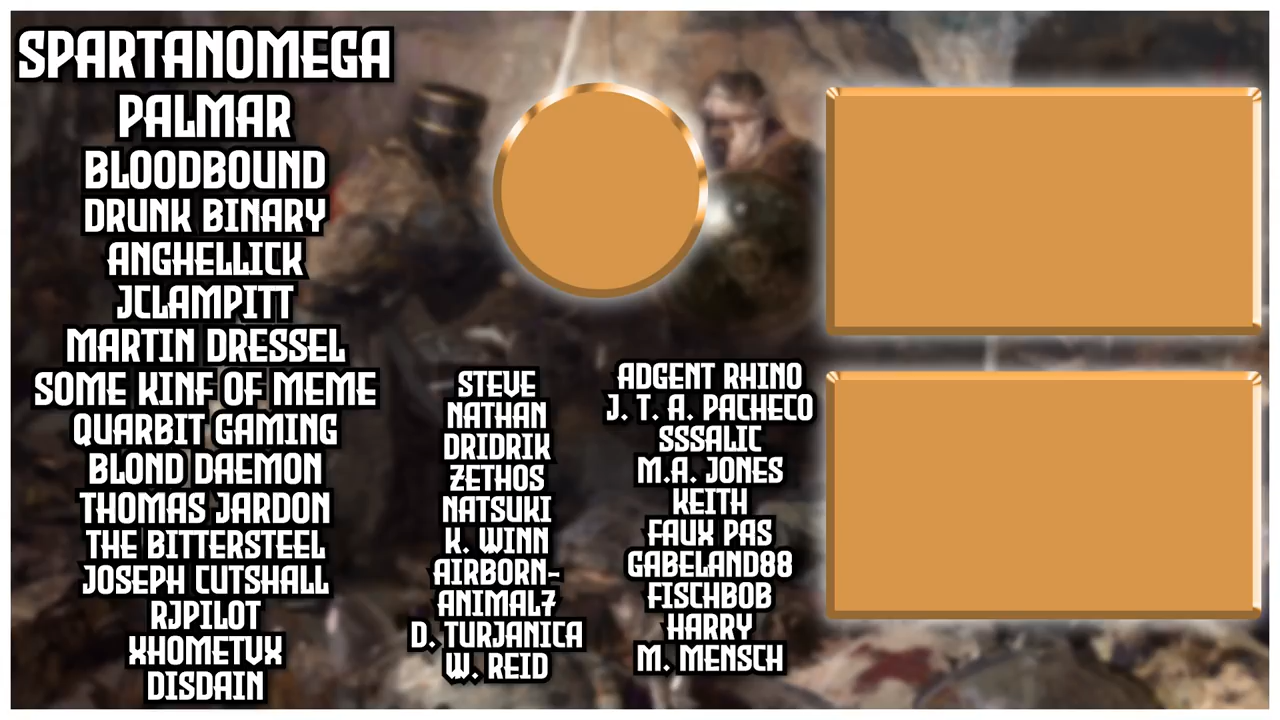 SPARTANOMEGA
PALMAR
BLOODBOUND
DRUNK BINARY
ANGHELLICK
JCLAMPITT
MARTIN DRESSEL
SOME KINF OF MEME
QUARBIT GAMING
BLOND DAEMON
THOMAS JARDON
THE BITTERSTEEL
JOSEPH CUTSHALL
RJPILOT
XHOMETVX
DISDAIN
STEVE
NATHAN
DRIDRIK
ZETHOS
NATSUKI
K. WINN
AIRBORN-
ANIMAL7
D. TURJANICA
W. REID
ADGENT RHINO
J. T. A. PACHECO
SSSALIC
M.A. JONES
KEITH
FAUX PAS
GABELAND88
FISCHBOB
HARRY
M. MENSCH